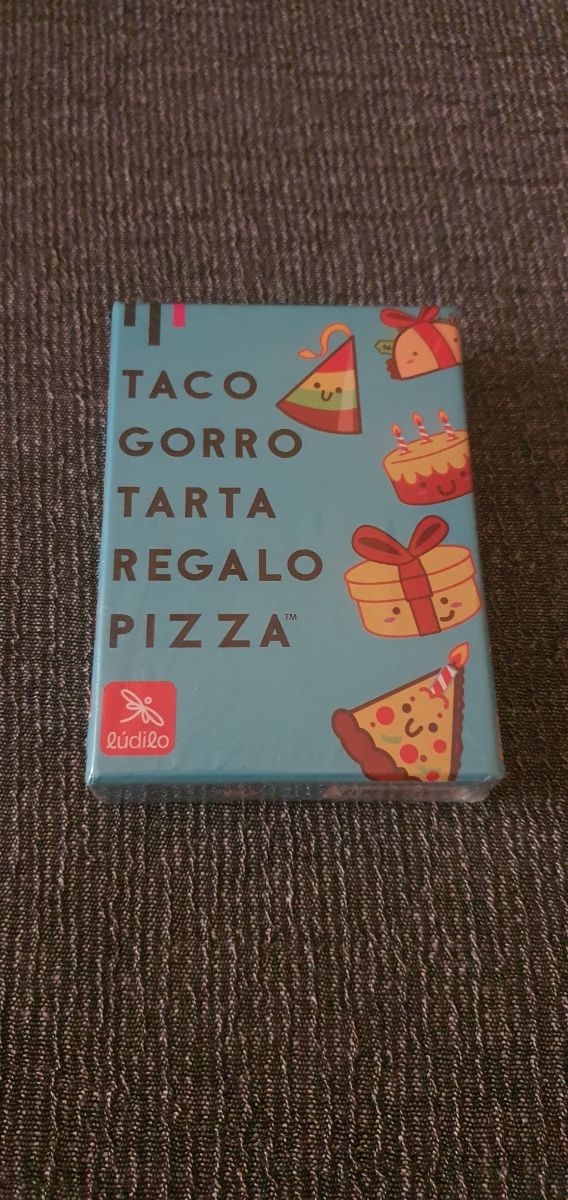 TACO
GORRO
TARTA
REGALO
PIZZA™
lúdilo